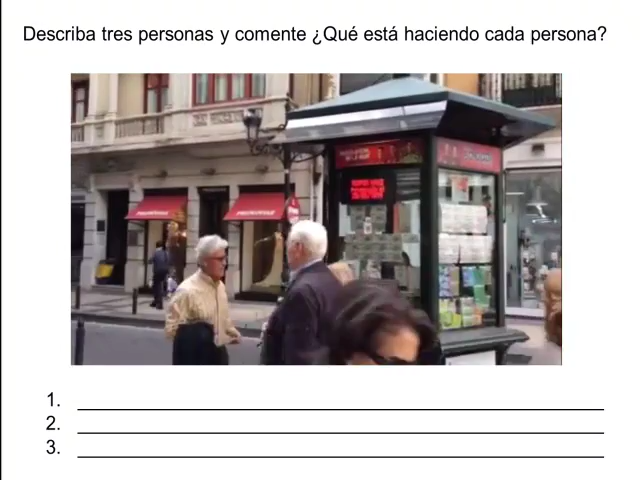 Describa tres personas y comente ¿Qué está haciendo cada persona?
1.
2.
3.